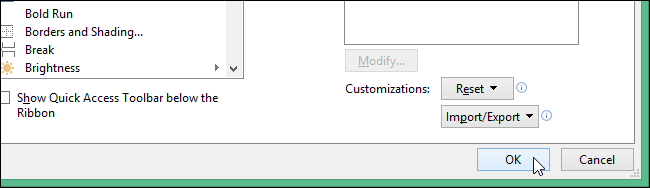 Bold Run
Borders and Shading...
Break
Brightness
Modify...
Customizations: Reset
Show Quick Access Toolbar below the
Ribbon
Import/Export
OK Cancel